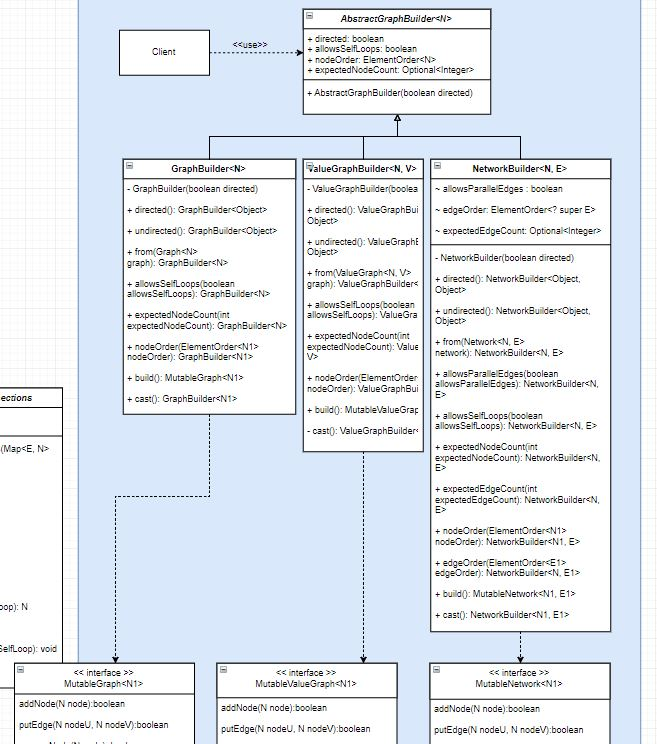 AbstractGraphBuilder<N>
+ directed: boolean
+ allowsSelfLoops: boolean
+ nodeOrder: ElementOrder<N>
+ expectedNodeCount: Optional<Integer>
+ AbstractGraphBuilder(boolean directed)
Client
<<use>>
GraphBuilder<N>
- GraphBuilder(boolean directed)
+ directed(): GraphBuilder<Object>
+ undirected(): GraphBuilder<Object>
+ from(Graph<N>
graph): GraphBuilder<N>
+ allowsSelfLoops(boolean
allowsSelfLoops): GraphBuilder<N>
+ expectedNodeCount(int
expectedNodeCount): GraphBuilder<N>
+ nodeOrder(ElementOrder<N1>
nodeOrder): GraphBuilder<N1>
+ build(): MutableGraph<N1>
+ cast(): GraphBuilder<N1>
ValueGraphBuilder<N, V>
- ValueGraphBuilder(boolea
+ directed(): ValueGraphBui
Object>
+ undirected(): ValueGraphE
Object>
+ from(ValueGraph<N, V>
graph): ValueGraphBuilder<
+ allowsSelfLoops(boolean
allowsSelfLoops): ValueGra
+ expectedNodeCount(int
expectedNodeCount): Value
V>
+ nodeOrder(ElementOrder
nodeOrder): ValueGraphBui
+ build(): MutableValueGrap
- cast(): ValueGraphBuilder<
NetworkBuilder<N, E>
~ allowsParallelEdges : boolean
~ edgeOrder: ElementOrder<? super E>
~ expectedEdgeCount: Optional<Integer>
- NetworkBuilder(boolean directed)
+ directed(): NetworkBuilder<Object,
Object>
+ undirected(): NetworkBuilder<Object,
Object>
+ from(Network<N, E>
network): NetworkBuilder<N, E>
+ allowsParallelEdges(boolean
allowsParallelEdges): NetworkBuilder<N,
E>
+ allowsSelfLoops(boolean
allowsSelfLoops): NetworkBuilder<N, E>
+ expectedNodeCount(int
expectedNodeCount): NetworkBuilder<N,
E>
+ expectedEdgeCount(int
expectedEdgeCount): NetworkBuilder<N,
E>
+ nodeOrder(ElementOrder<N1>
nodeOrder): NetworkBuilder<N1, E>
+ edgeOrder(ElementOrder<E1>
edgeOrder): NetworkBuilder<N, E1>
+ build(): MutableNetwork<N1, E1>
+ cast(): NetworkBuilder<N1, E1>
ections
(Map<E, N>
oop): N
SelfLoop): void
<< interface >>
MutableGraph<N1>
addNode(N node):boolean
putEdge(N nodeU, N nodeV):boolean
<< interface >>
MutableValueGraph<N1>
addNode(N node):boolean
putEdge(N nodeU, N nodeV):boolean
<< interface >>
MutableNetwork<N1>
addNode(N node):boolean
putEdge(N nodeU, N nodeV):boolean